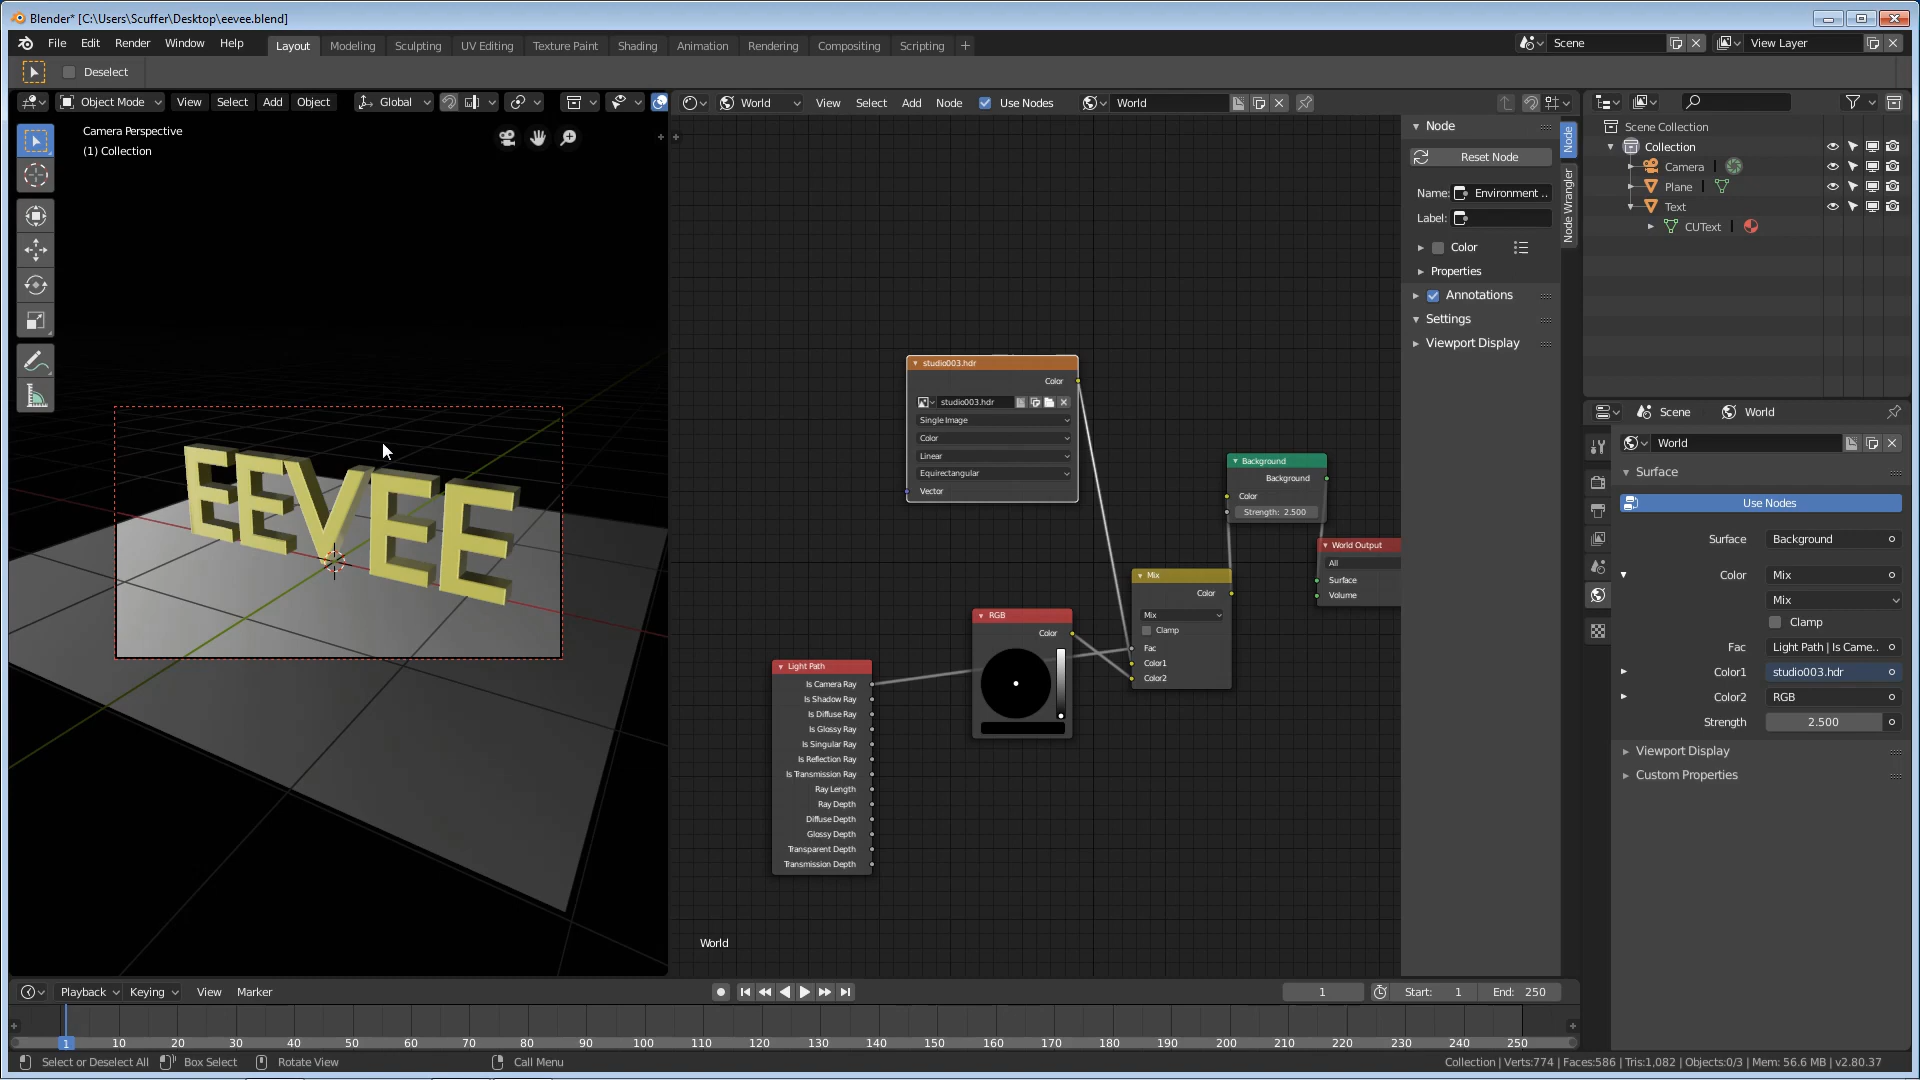 Blender* [C:\Users\Scuffer\Desktop\eevee.blend]
File Edit Render Window Help
Layout Modeling Sculpting UV Editing Texture Paint Shading Animation Rendering Compositing Scripting +
Scene
View Layer
Deselect
Object Mode View Select Add Object Global
World View Select Add Node Use Nodes World
Camera Perspective
(1) Collection
EEVEE
studio003.hdr
Color
studio003.hdr
Single Image
Color
Linear
Equirectangular
Vector
Background
Background
Color
Strength: 2.500
World Output
All
Surface
Volume
Mix
Color
Mix
Clamp
Fac
Color1
Color2
RGB
Color
Light Path
Is Camera Ray
Is Shadow Ray
Is Diffuse Ray
Is Glossy Ray
Is Singular Ray
Is Reflection Ray
Is Transmission Ray
Ray Length
Ray Depth
Diffuse Depth
Glossy Depth
Transparent Depth
Transmission Depth
World
Node
Reset Node
Name: Environment ..
Label:
Color
Properties
Annotations
Settings
Viewport Display
Node
Node Wrangler
Scene Collection
Collection
Camera
Plane
Text
CUText
Scene World
World
Surface
Use Nodes
Surface Background
Color Mix
Mix
Clamp
Fac Light Path | Is Came..
Color1 studio003.hdr
Color2 RGB
Strength 2.500
Viewport Display
Custom Properties
Playback Keying View Marker
1 Start: 1 End: 250
1 10 20 30 40 50 60 70 80 90 100 110 120 130 140 150 160 170 180 190 200 210 220 230 240 250
Select or Deselect All Box Select Rotate View Call Menu
Collection | Verts:774 | Faces:586 | Tris:1,082 | Objects:0/3 | Mem: 56.6 MB | v2.80.37